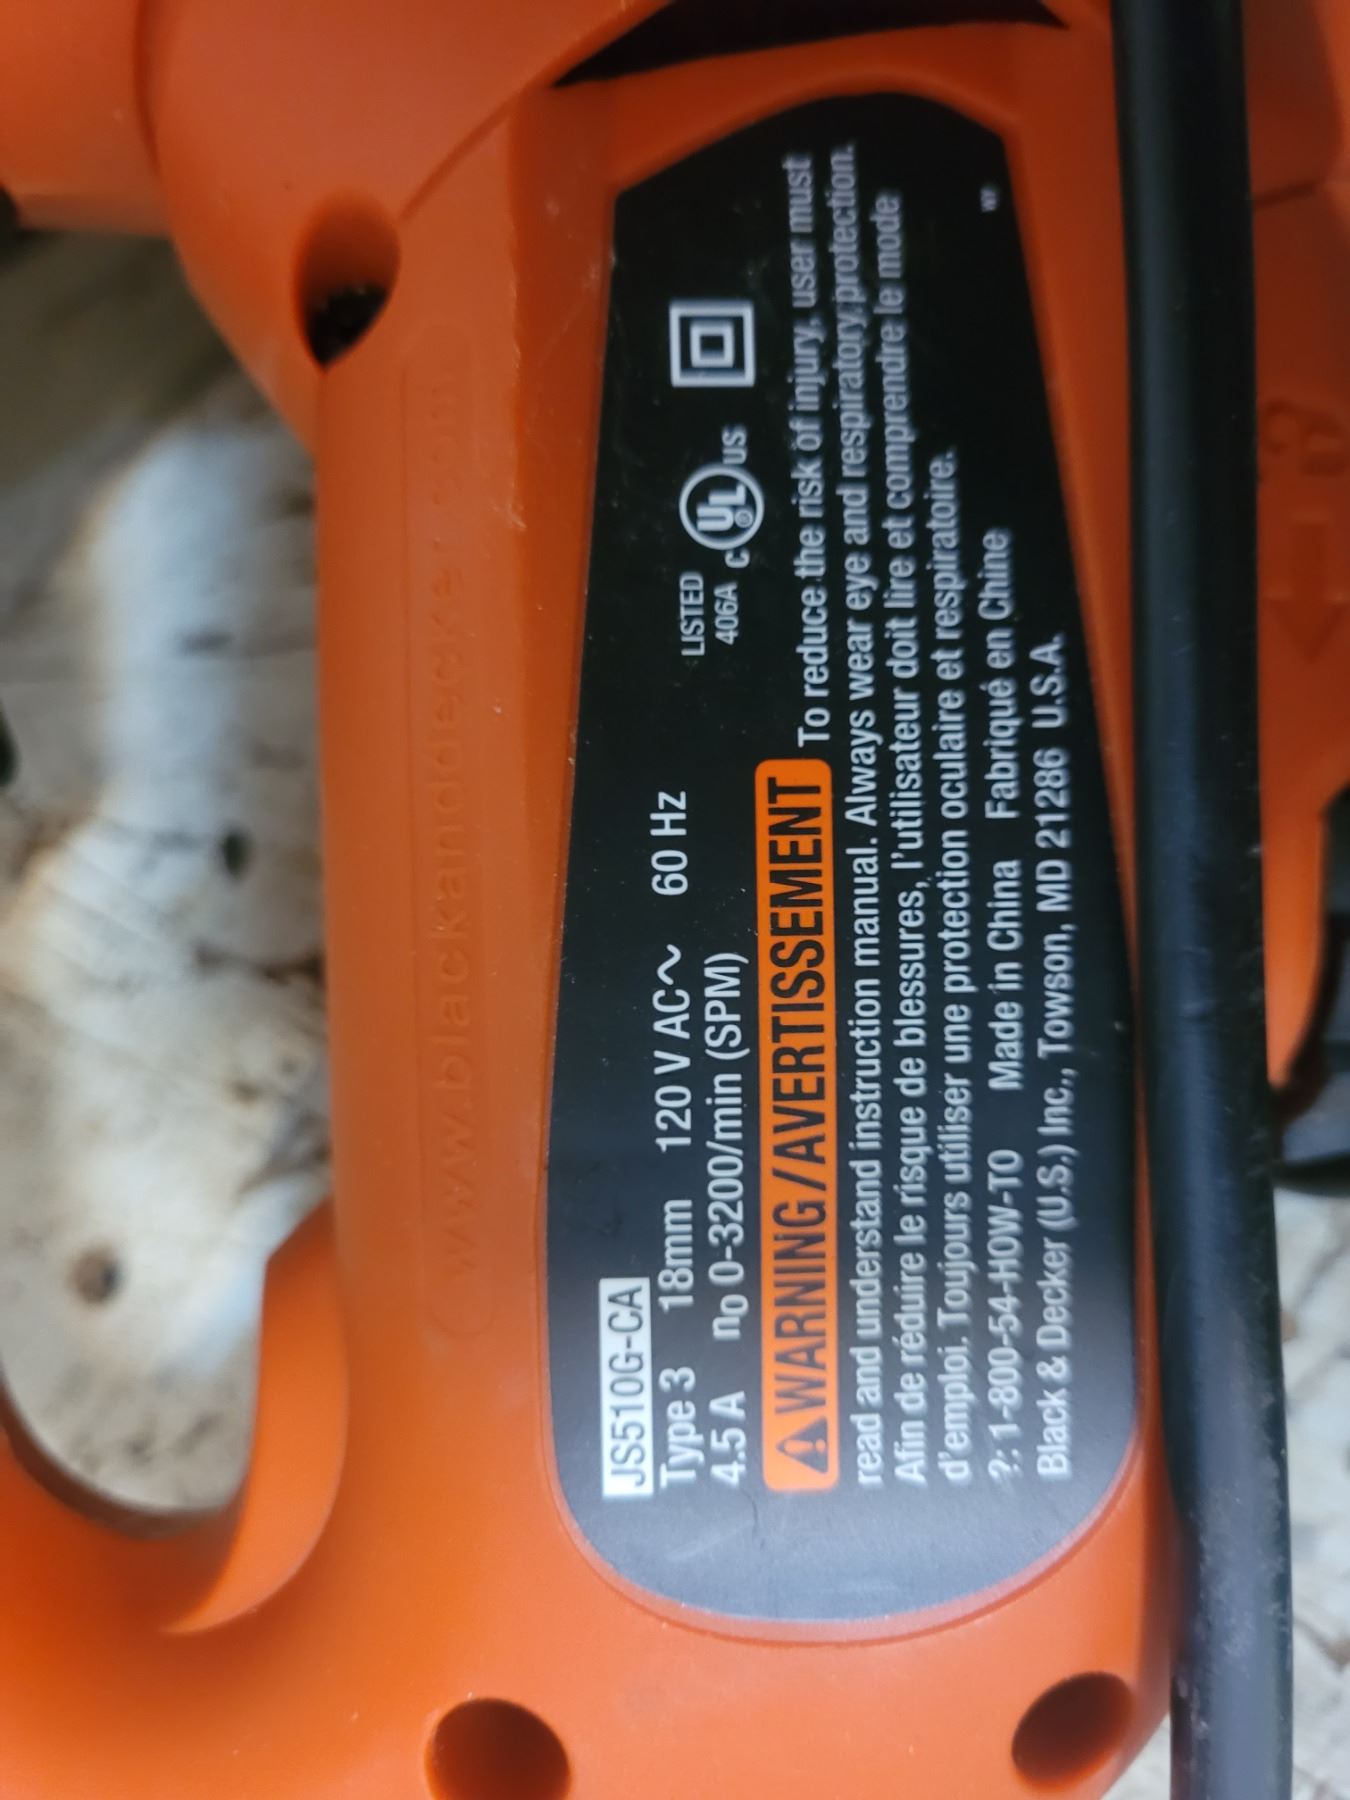 JS510G-CA
Type 3 18mm 120 V AC~ 60 Hz
4.5 A n0 0-3200/min (SPM)
LISTED
406A
C UL ® US
WARNING/AVERTISSEMENT To reduce the risk of injury, user must
read and understand instruction manual. Always wear eye and respiratory protection.
Afin de réduire le risque de blessures, l'utilisateur doit lire et comprendre le mode
d'emploi. Toujours utiliser une protection oculaire et respiratoire.
?: 1-800-54-HOW-TO Made in China Fabriqué en Chine
Black & Decker (U.S.) Inc., Towson, MD 21286 U.S.A.
www.blackanddecker.com